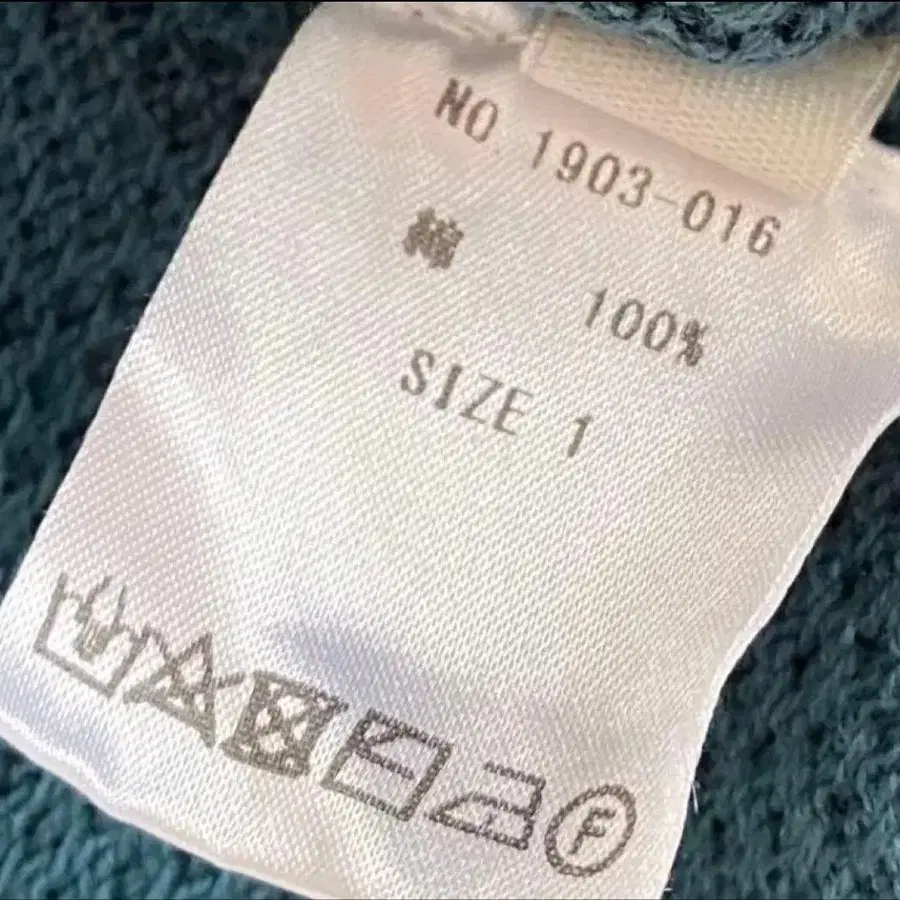 NO. 1903-016
綿 100%
SIZE 1
F